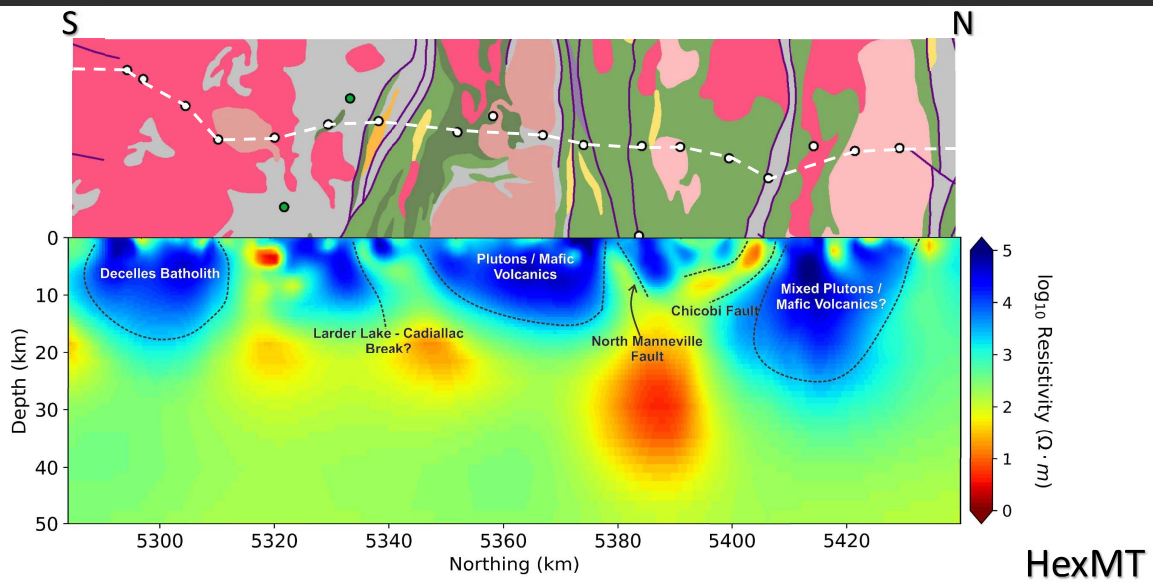 S
N
0
10
20
30
40
50
Depth (km)
Decelles Batholith
Larder Lake - Cadiallac
Break?
Plutons / Mafic
Volcanics
North Manneville
Fault
Chicobi Fault
Mixed Plutons /
Mafic Volcanics?
5300
5320
5340
5360
5380
5400
5420
Northing (km)
5
4
3
2
1
0
log₁₀ Resistivity (Ω · m)
HexMT